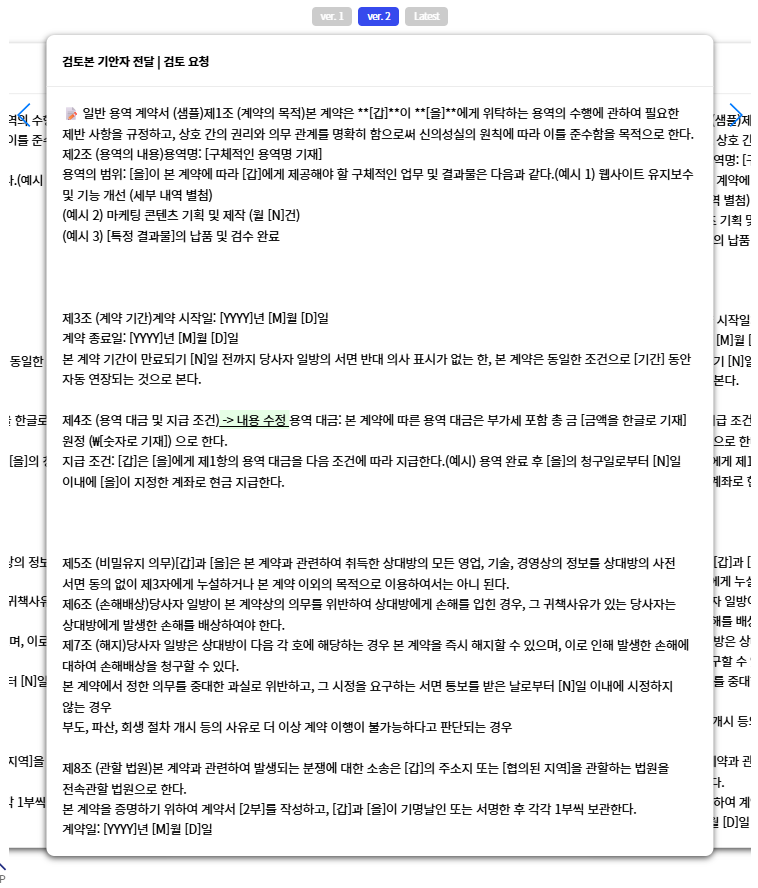 ver. 1
ver. 2
Latest
검토본 기안자 전달 | 검토 요청
📝 일반 용역 계약서 (샘플)제1조 (계약의 목적)본 계약은 **[갑]**이 **[을]**에게 위탁하는 용역의 수행에 관하여 필요한
제반 사항을 규정하고, 상호 간의 권리와 의무 관계를 명확히 함으로써 신의성실의 원칙에 따라 이를 준수함을 목적으로 한다.
제2조 (용역의 내용)용역명: [구체적인 용역명 기재]
용역의 범위: [을]이 본 계약에 따라 [갑]에게 제공해야 할 구체적인 업무 및 결과물은 다음과 같다.(예시 1) 웹사이트 유지보수
및 기능 개선 (세부 내역 별첨)
(예시 2) 마케팅 콘텐츠 기획 및 제작 (월 [N]건)
(예시 3) [특정 결과물]의 납품 및 검수 완료
제3조 (계약 기간)계약 시작일: [YYYY]년 [M]월 [D]일
계약 종료일: [YYYY]년 [M]월 [D]일
본 계약 기간이 만료되기 [N]일 전까지 당사자 일방의 서면 반대 의사 표시가 없는 한, 본 계약은 동일한 조건으로 [기간] 동안
자동 연장되는 것으로 본다.
제4조 (용역 대금 및 지급 조건) -> 내용 수정 용역 대금: 본 계약에 따른 용역 대금은 부가세 포함 총 금 [금액을 한글로 기재]
원정 (₩[숫자로 기재]) 으로 한다.
지급 조건: [갑]은 [을]에게 제1항의 용역 대금을 다음 조건에 따라 지급한다.(예시) 용역 완료 후 [을]의 청구일로부터 [N]일
이내에 [을]이 지정한 계좌로 현금 지급한다.
제5조 (비밀유지 의무)[갑]과 [을]은 본 계약과 관련하여 취득한 상대방의 모든 영업, 기술, 경영상의 정보를 상대방의 사전
서면 동의 없이 제3자에게 누설하거나 본 계약 이외의 목적으로 이용하여서는 아니 된다.
제6조 (손해배상)당사자 일방이 본 계약상의 의무를 위반하여 상대방에게 손해를 입힌 경우, 그 귀책사유가 있는 당사자는
상대방에게 발생한 손해를 배상하여야 한다.
제7조 (해지)당사자 일방은 상대방이 다음 각 호에 해당하는 경우 본 계약을 즉시 해지할 수 있으며, 이로 인해 발생한 손해에
대하여 손해배상을 청구할 수 있다.
본 계약에서 정한 의무를 중대한 과실로 위반하고, 그 시정을 요구하는 서면 통보를 받은 날로부터 [N]일 이내에 시정하지
않는 경우
부도, 파산, 회생 절차 개시 등의 사유로 더 이상 계약 이행이 불가능하다고 판단되는 경우
제8조 (관할 법원)본 계약과 관련하여 발생되는 분쟁에 대한 소송은 [갑]의 주소지 또는 [협의된 지역]을 관할하는 법원을
전속관할 법원으로 한다.
본 계약을 증명하기 위하여 계약서 [2부]를 작성하고, [갑]과 [을]이 기명날인 또는 서명한 후 각각 1부씩 보관한다.
계약일: [YYYY]년 [M]월 [D]일